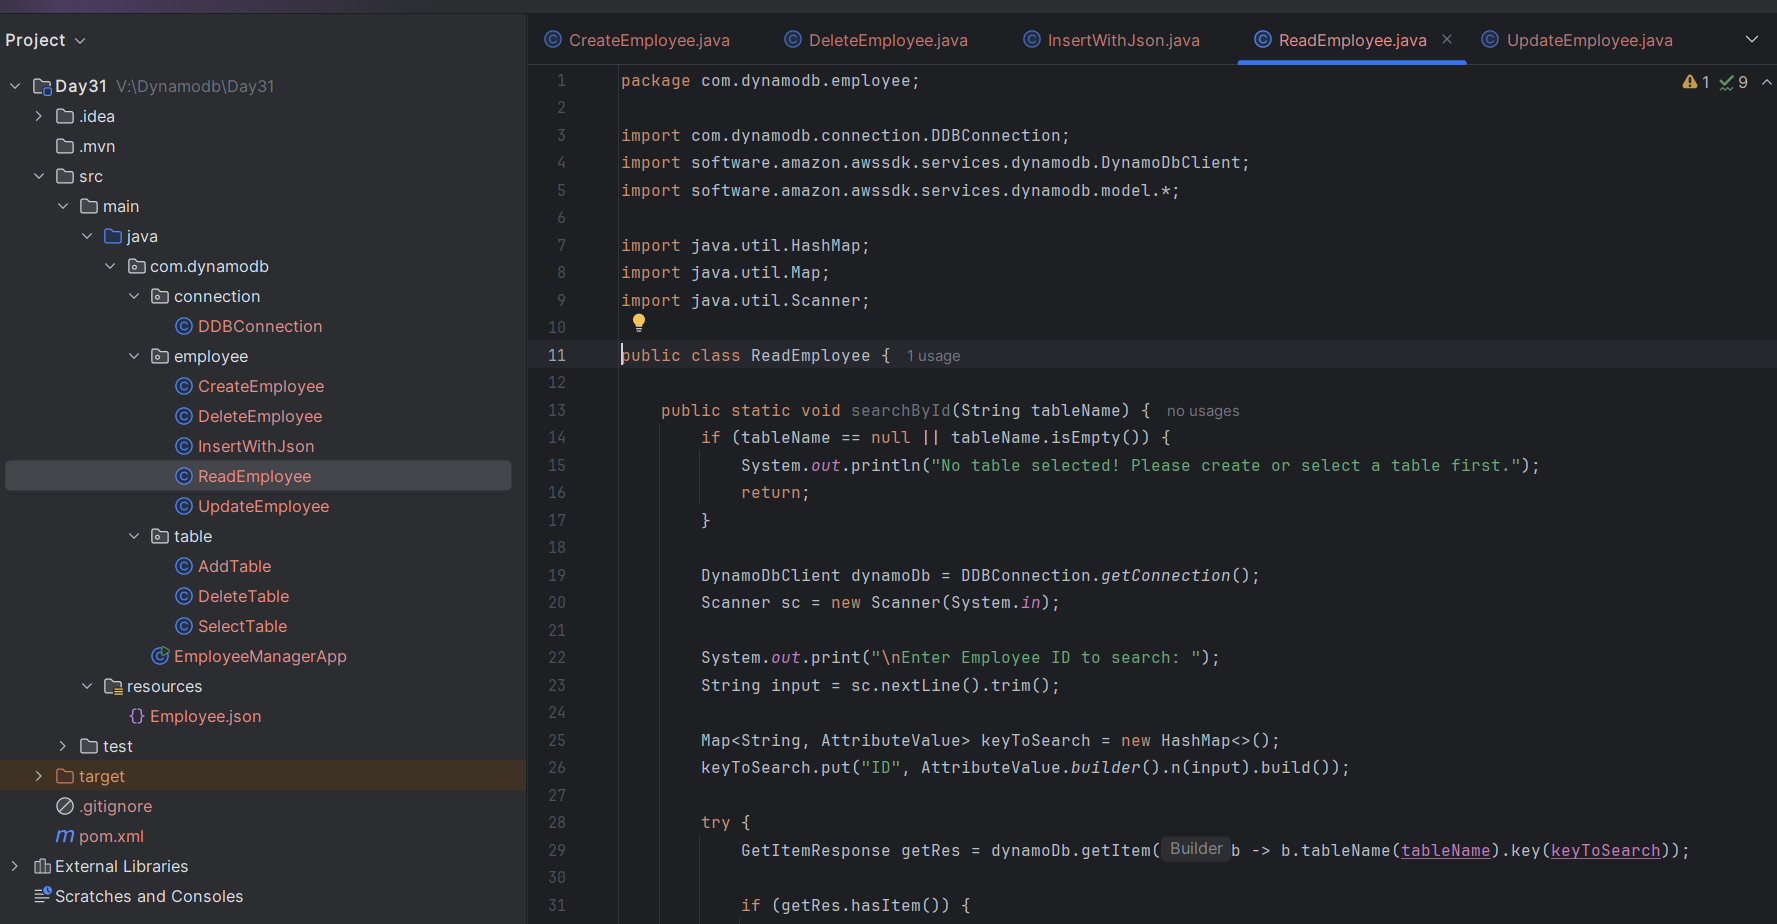 Project
Day31 V:\Dynamodb\Day31
.idea
.mvn
src
main
java
com.dynamodb
connection
DDBConnection
employee
CreateEmployee
DeleteEmployee
InsertWithJson
ReadEmployee
UpdateEmployee
table
AddTable
DeleteTable
SelectTable
EmployeeManagerApp
resources
Employee.json
test
target
.gitignore
pom.xml
External Libraries
Scratches and Consoles
CreateEmployee.java DeleteEmployee.java InsertWithJson.java ReadEmployee.java UpdateEmployee.java
1 package com.dynamodb.employee; 1 9
2
3 import com.dynamodb.connection.DDBConnection;
4 import software.amazon.awssdk.services.dynamodb.DynamoDbClient;
5 import software.amazon.awssdk.services.dynamodb.model.*;
6
7 import java.util.HashMap;
8 import java.util.Map;
9 import java.util.Scanner;
10
11 public class ReadEmployee { 1 usage
12
13 public static void searchById(String tableName) { no usages
14 if (tableName == null || tableName.isEmpty()) {
15 System.out.println("No table selected! Please create or select a table first.");
16 return;
17 }
18
19 DynamoDbClient dynamoDb = DDBConnection.getConnection();
20 Scanner sc = new Scanner(System.in);
21
22 System.out.print("\nEnter Employee ID to search: ");
23 String input = sc.nextLine().trim();
24
25 Map<String, AttributeValue> keyToSearch = new HashMap<>();
26 keyToSearch.put("ID", AttributeValue.builder().n(input).build());
27
28 try {
29 GetItemResponse getRes = dynamoDb.getItem( Builder b -> b.tableName(tableName).key(keyToSearch));
30
31 if (getRes.hasItem()) {